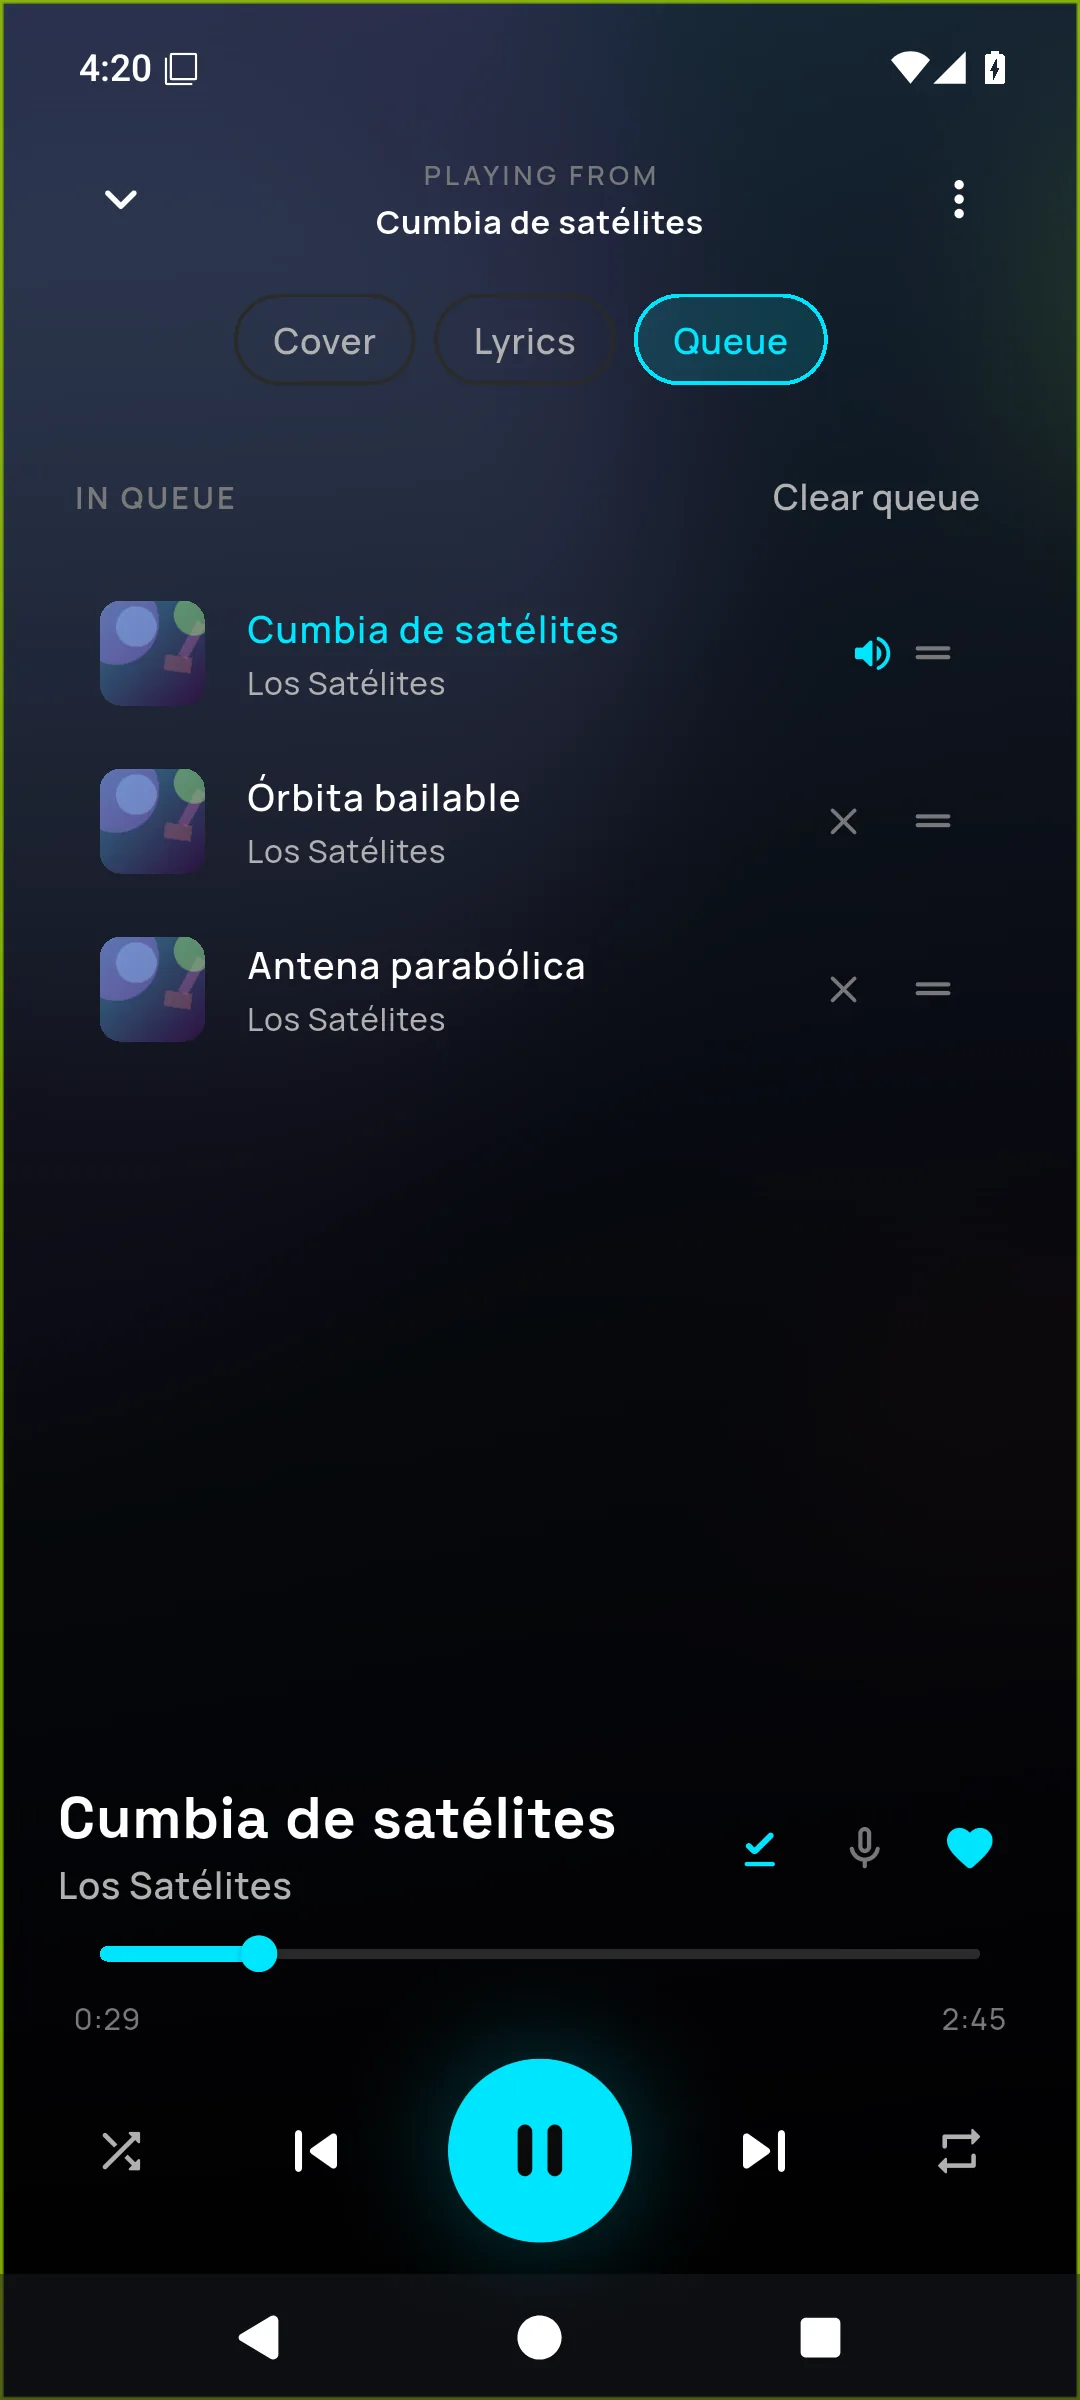 4:20
PLAYING FROM
Cumbia de satélites
Cover
Lyrics
Queue
IN QUEUE
Clear queue
Cumbia de satélites
Los Satélites
Órbita bailable
Los Satélites
Antena parabólica
Los Satélites
Cumbia de satélites
Los Satélites
0:29
2:45